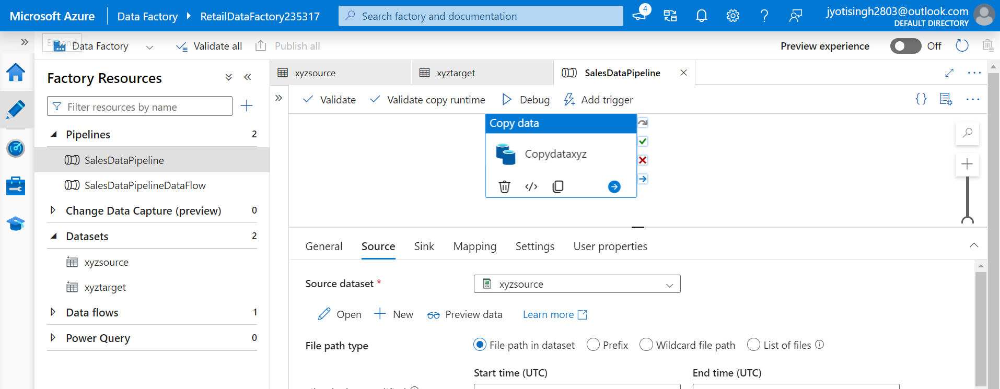 Microsoft Azure
Data Factory
RetailDataFactory235317
Search factory and documentation
4
jyotisingh2803@outlook.com
DEFAULT DIRECTORY
Expand
Data Factory
Validate all
Publish all
Preview experience
Off
Factory Resources
Filter resources by name
Pipelines 2
SalesDataPipeline
SalesDataPipelineDataFlow
Change Data Capture (preview) 0
Datasets 2
xyzsource
xyztarget
Data flows 1
Power Query 0
xyzsource
xyztarget
SalesDataPipeline
Validate
Validate copy runtime
Debug
Add trigger
Copy data
Copydataxyz
General
Source
Sink
Mapping
Settings
User properties
Source dataset *
xyzsource
Open
New
Preview data
Learn more
File path type
File path in dataset
Prefix
Wildcard file path
List of files
Start time (UTC)
End time (UTC)